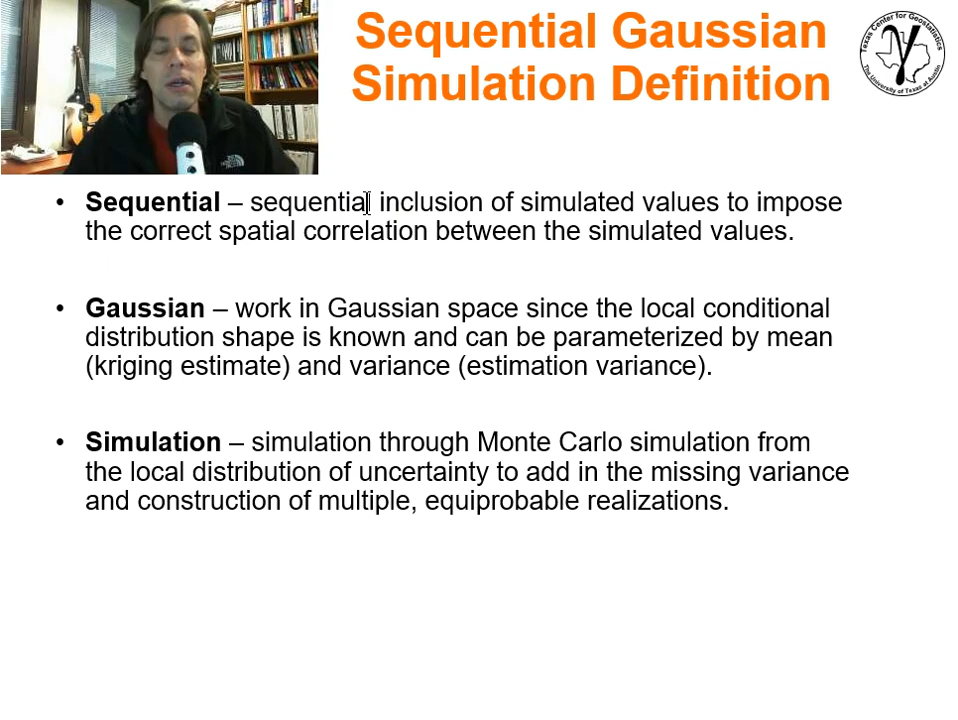 Sequential Gaussian
Simulation Definition
Texas Center for Geostatistics
The University of Texas at Austin
• Sequential – sequential inclusion of simulated values to impose
the correct spatial correlation between the simulated values.
• Gaussian – work in Gaussian space since the local conditional
distribution shape is known and can be parameterized by mean
(kriging estimate) and variance (estimation variance).
• Simulation – simulation through Monte Carlo simulation from
the local distribution of uncertainty to add in the missing variance
and construction of multiple, equiprobable realizations.